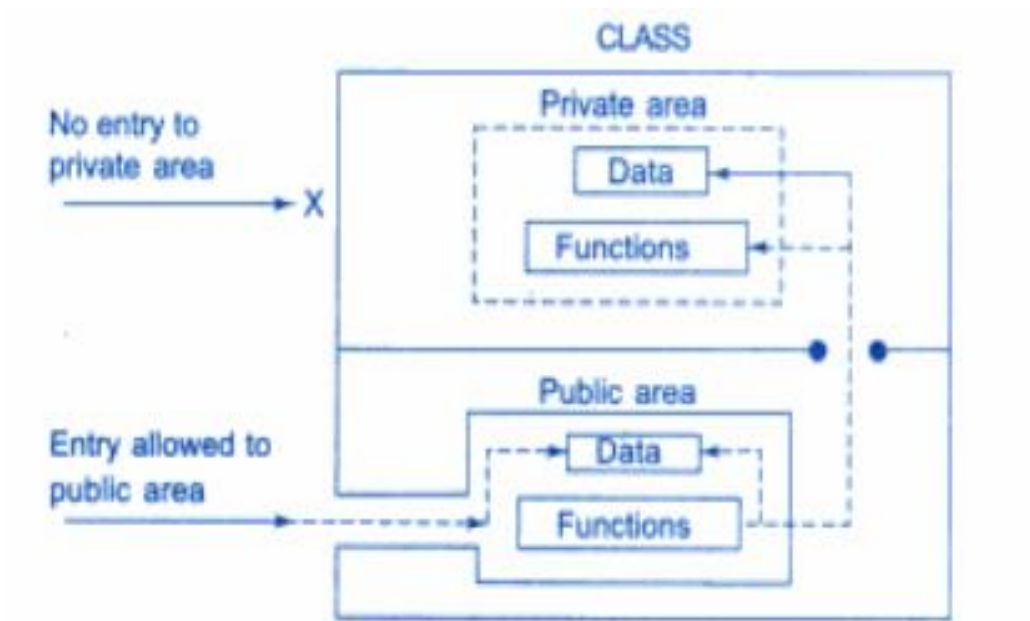 CLASS
No entry to
private area
X
Private area
Data
Functions
Public area
Entry allowed to
public area
Data
Functions